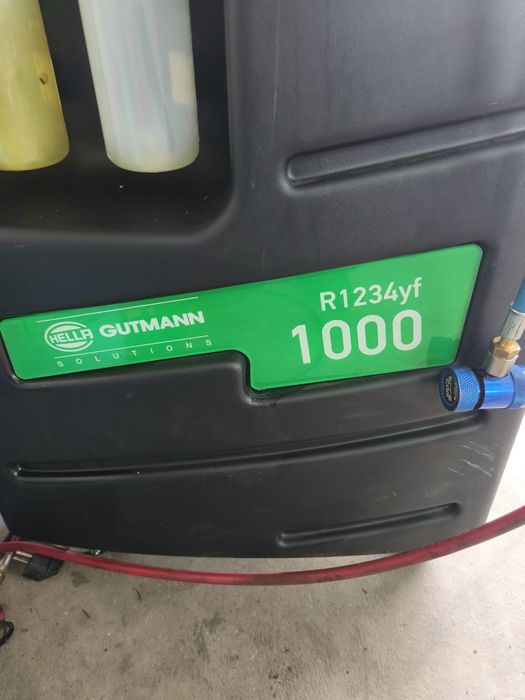 HELLA GUTMANN
SOLUTIONS
R1234yf
1000